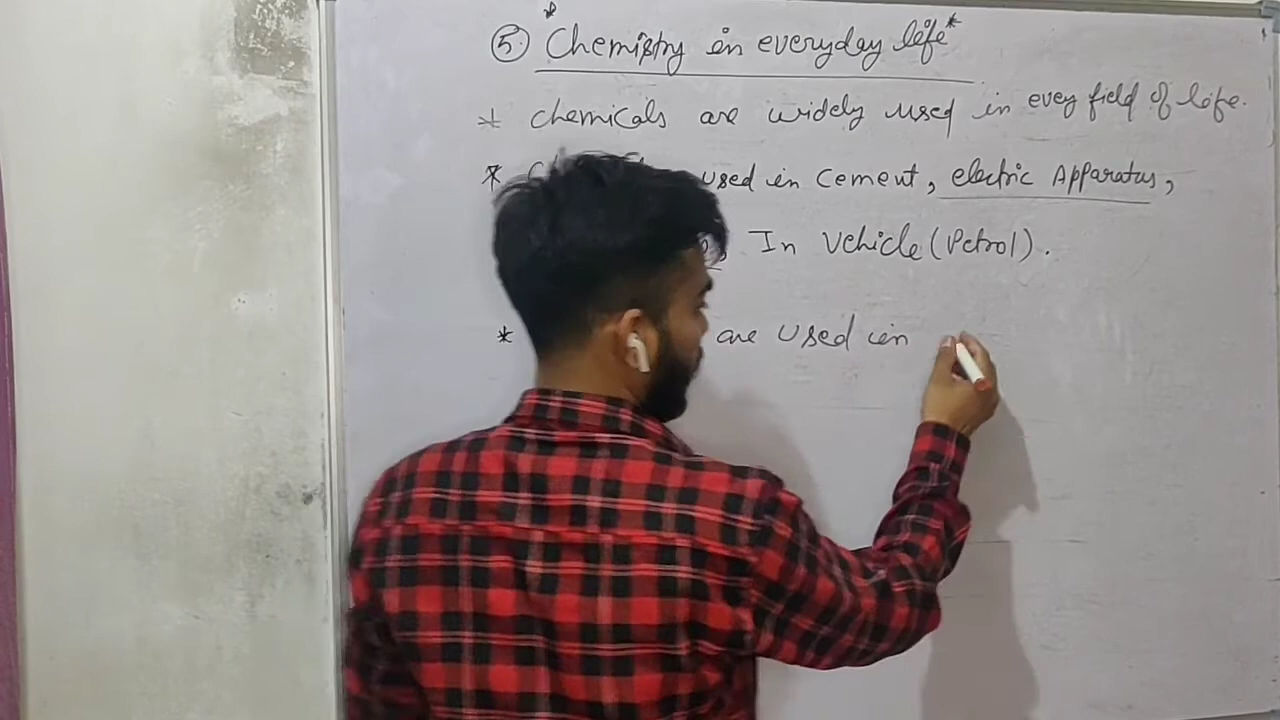 ⑤ *Chemistry in everyday life*
* chemicals are widely used in evey field of life.
* used in cement, electric Apparatus,
In Vehicle (Petrol).
* are used in